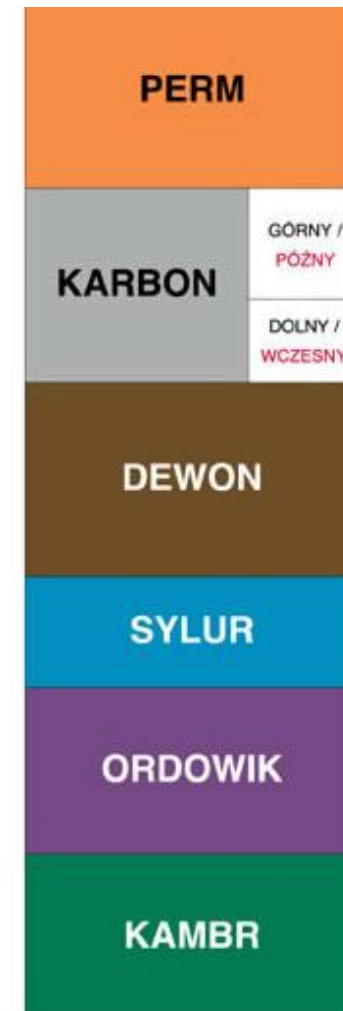 PERM
KARBON
GÓRNY /
PÓŹNY
DOLNY /
WCZESNY
DEWON
SYLUR
ORDOWIK
KAMBR